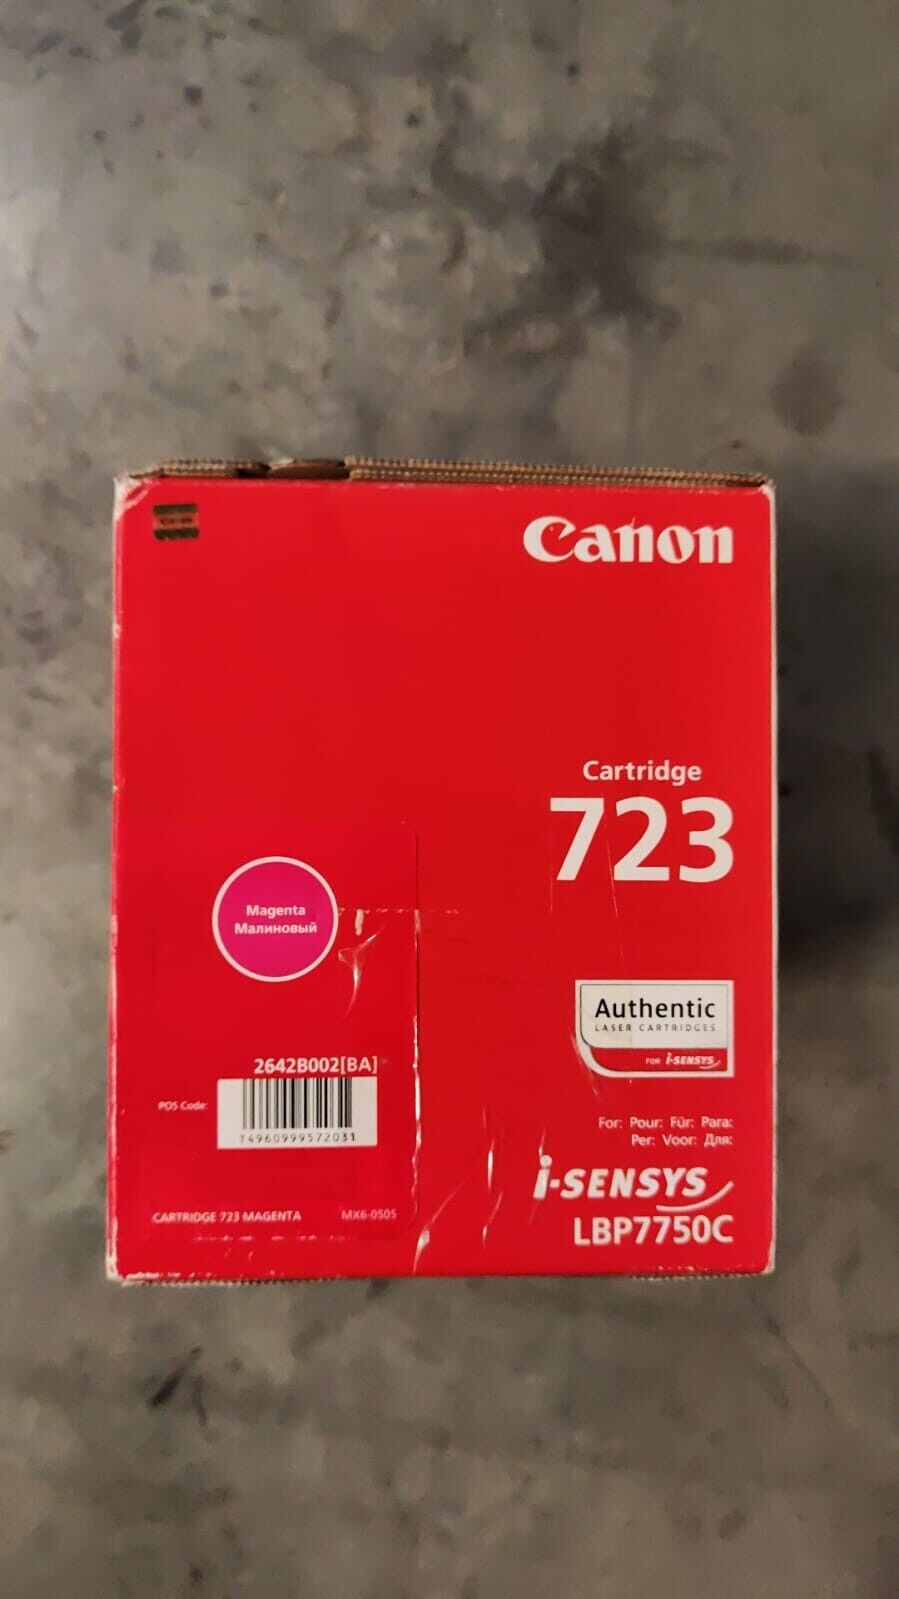 Canon
Cartridge
723
Magenta
Малиновый
Authentic
LASER CARTRIDGES
FOR i-SENSYS
2642B002[BA]
POS Code:
T4960999572031
For: Pour: Für: Para:
Per: Voor: Для:
i-SENSYS
LBP7750C
CARTRIDGE 723 MAGENTA
MX6-0505